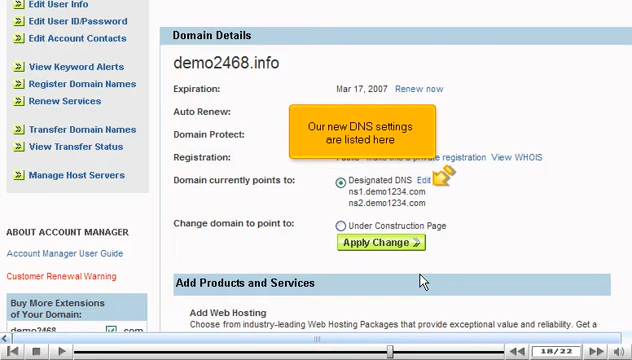 Edit User Info
Edit User ID/Password
Edit Account Contacts
View Keyword Alerts
Register Domain Names
Renew Services
Transfer Domain Names
View Transfer Status
Manage Host Servers
ABOUT ACCOUNT MANAGER
Account Manager User Guide
Customer Renewal Warning
Buy More Extensions
of Your Domain:
demo2468 .com
Domain Details
demo2468.info
Expiration: Mar 17, 2007 Renew now
Auto Renew:
Our new DNS settings
are listed here
Domain Protect:
Registration: private registration View WHOIS
Domain currently points to: Designated DNS Edit
ns1.demo1234.com
ns2.demo1234.com
Change domain to point to: Under Construction Page
Apply Change
Add Products and Services
Add Web Hosting
Choose from industry-leading Web Hosting Packages that provide exceptional value and reliability. Get a
18/22